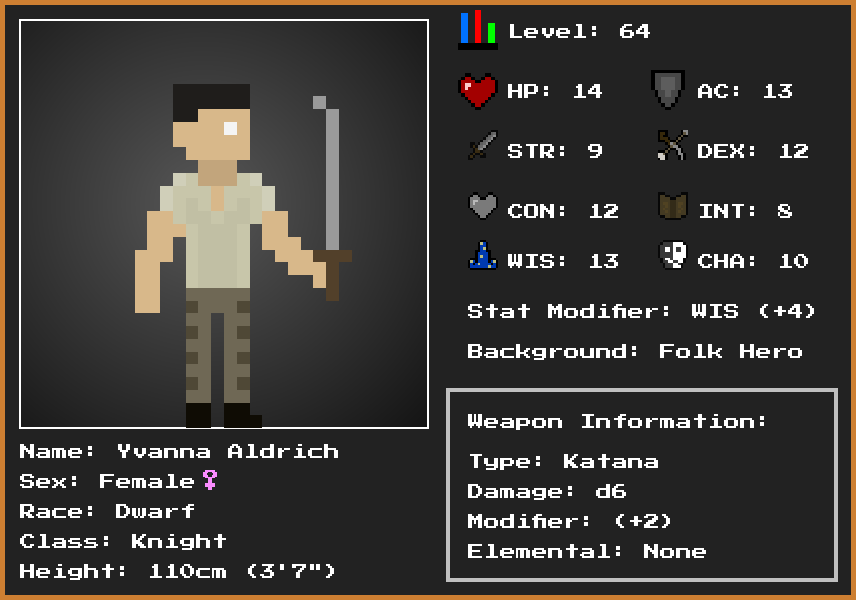 Level: 64
HP: 14 AC: 13
STR: 9 DEX: 12
CON: 12 INT: 8
WIS: 13 CHA: 10
Stat Modifier: WIS (+4)
Background: Folk Hero
Weapon Information:
Type: Katana
Damage: d6
Modifier: (+2)
Elemental: None
Name: Yvanna Aldrich
Sex: Female♀
Race: Dwarf
Class: Knight
Height: 110cm (3'7")